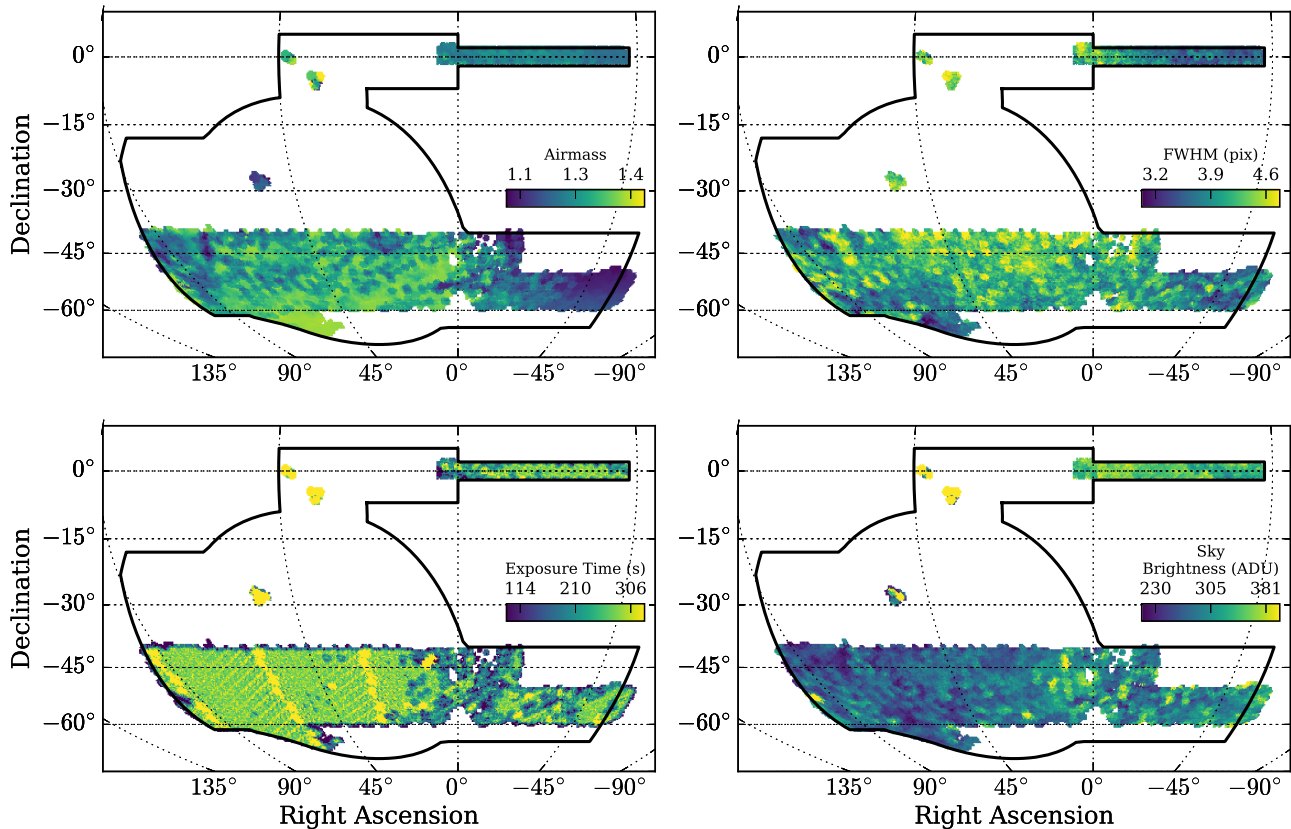 0°
−15°
−30°
−45°
−60°
Declination
Airmass
1.1 1.3 1.4
135° 90° 45° 0° −45° −90°
0°
−15°
−30°
−45°
−60°
FWHM (pix)
3.2 3.9 4.6
135° 90° 45° 0° −45° −90°
0°
−15°
−30°
−45°
−60°
Declination
Exposure Time (s)
114 210 306
135° 90° 45° 0° −45° −90°
Right Ascension
0°
−15°
−30°
−45°
−60°
Sky
Brightness (ADU)
230 305 381
135° 90° 45° 0° −45° −90°
Right Ascension